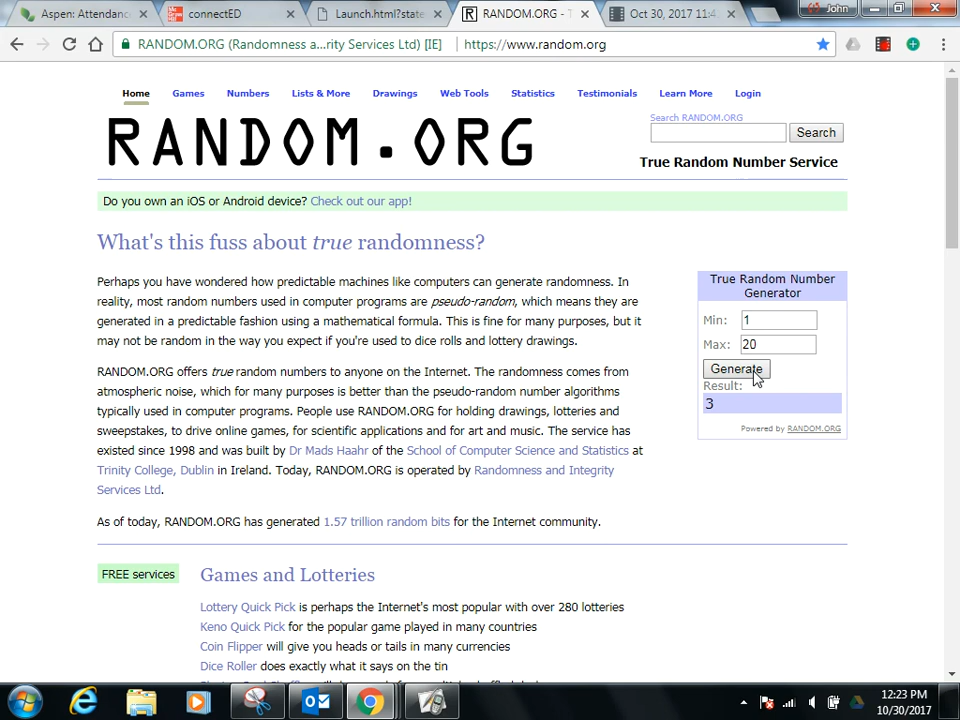 Aspen: Attendanc
connectED
Launch.html?state
RANDOM.ORG - T
Oct 30, 2017 11:4
John
RANDOM.ORG (Randomness a...rity Services Ltd) [IE]
https://www.random.org
Home Games Numbers Lists & More Drawings Web Tools Statistics Testimonials Learn More Login
RANDOM.ORG
Search RANDOM.ORG
Search
True Random Number Service
Do you own an iOS or Android device? Check out our app!
What's this fuss about true randomness?
Perhaps you have wondered how predictable machines like computers can generate randomness. In
reality, most random numbers used in computer programs are pseudo-random, which means they are
generated in a predictable fashion using a mathematical formula. This is fine for many purposes, but it
may not be random in the way you expect if you're used to dice rolls and lottery drawings.
RANDOM.ORG offers true random numbers to anyone on the Internet. The randomness comes from
atmospheric noise, which for many purposes is better than the pseudo-random number algorithms
typically used in computer programs. People use RANDOM.ORG for holding drawings, lotteries and
sweepstakes, to drive online games, for scientific applications and for art and music. The service has
existed since 1998 and was built by Dr Mads Haahr of the School of Computer Science and Statistics at
Trinity College, Dublin in Ireland. Today, RANDOM.ORG is operated by Randomness and Integrity
Services Ltd.
As of today, RANDOM.ORG has generated 1.57 trillion random bits for the Internet community.
True Random Number
Generator
Min: 1
Max: 20
Generate
Result:
3
Powered by RANDOM.ORG
FREE services
Games and Lotteries
Lottery Quick Pick is perhaps the Internet's most popular with over 280 lotteries
Keno Quick Pick for the popular game played in many countries
Coin Flipper will give you heads or tails in many currencies
Dice Roller does exactly what it says on the tin
12:23 PM
10/30/2017